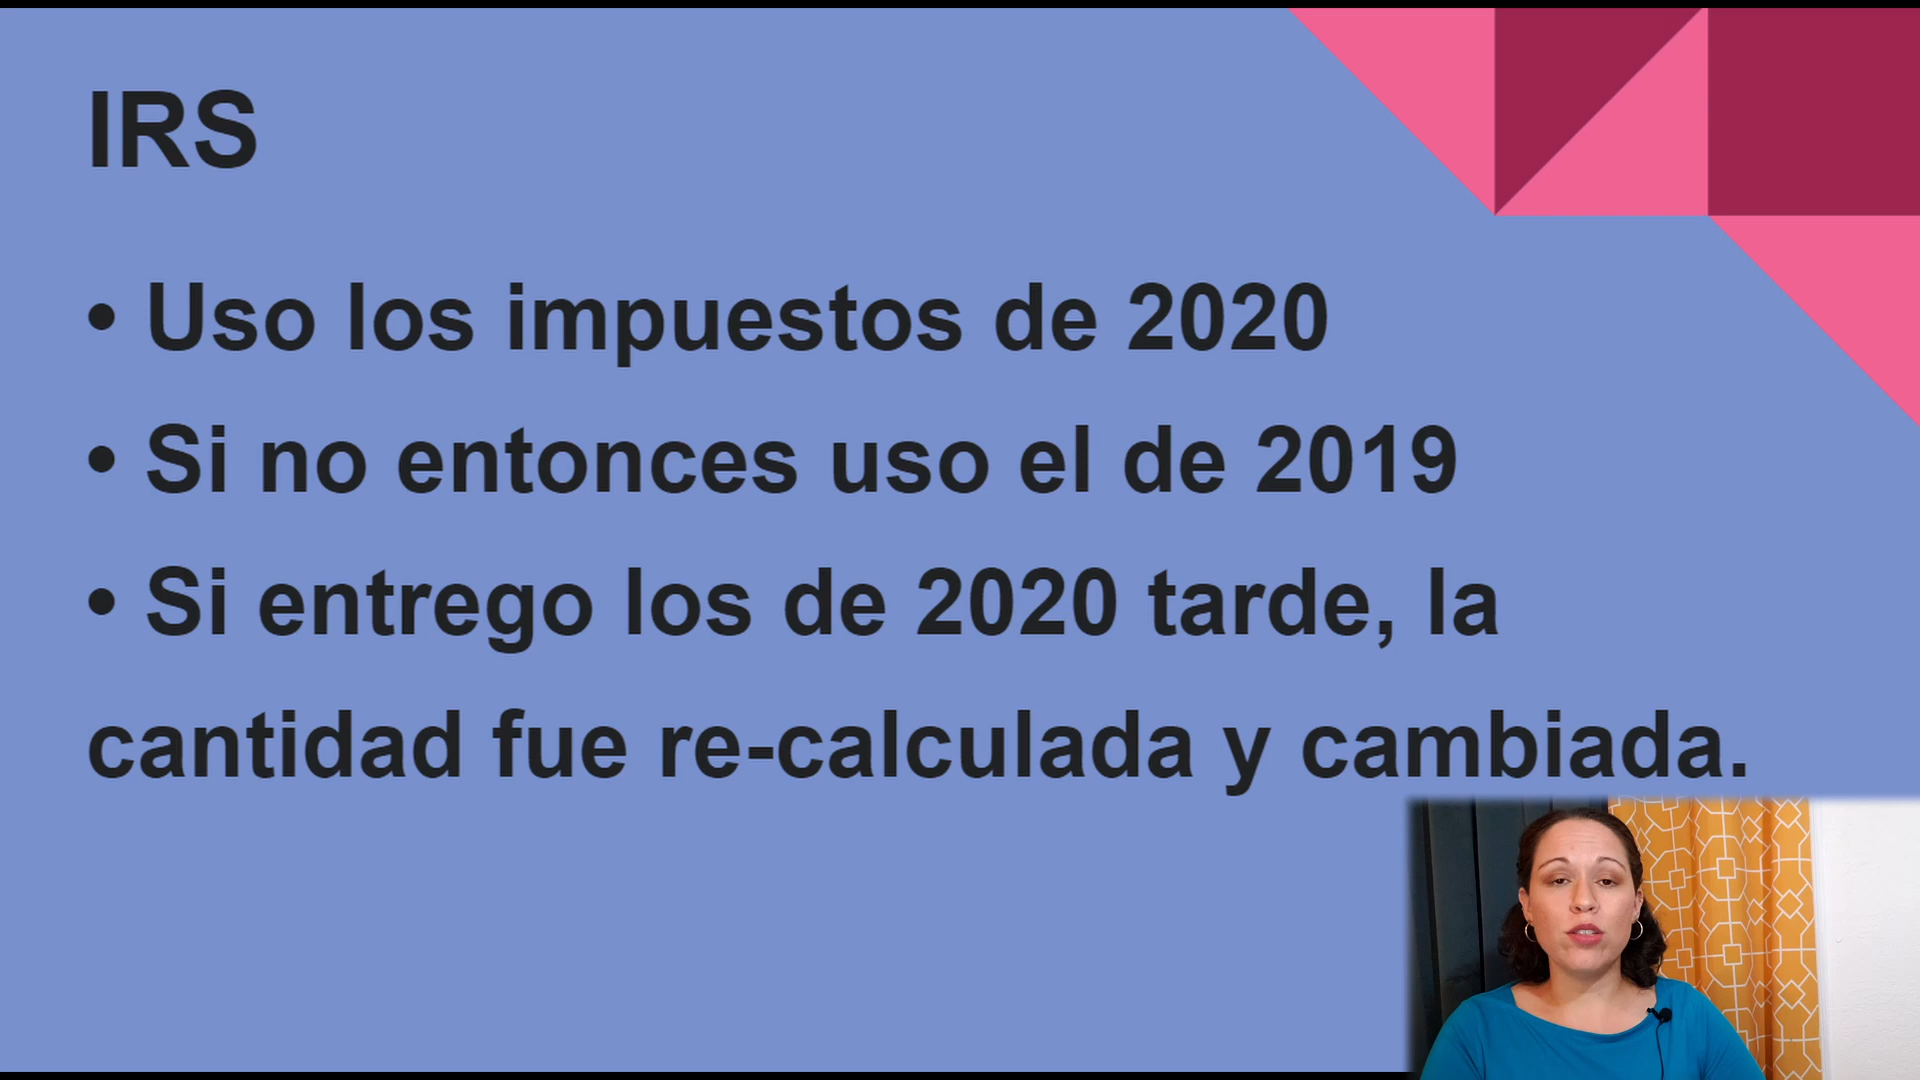 IRS
• Uso los impuestos de 2020
• Si no entonces uso el de 2019
• Si entrego los de 2020 tarde, la
cantidad fue re-calculada y cambiada.